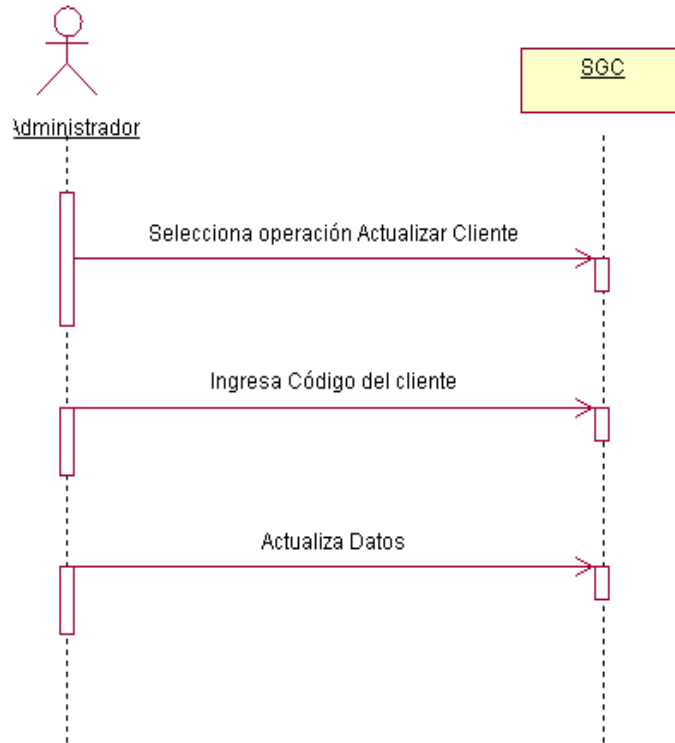 SGC
Administrador
Selecciona operación Actualizar Cliente
Ingresa Código del cliente
Actualiza Datos